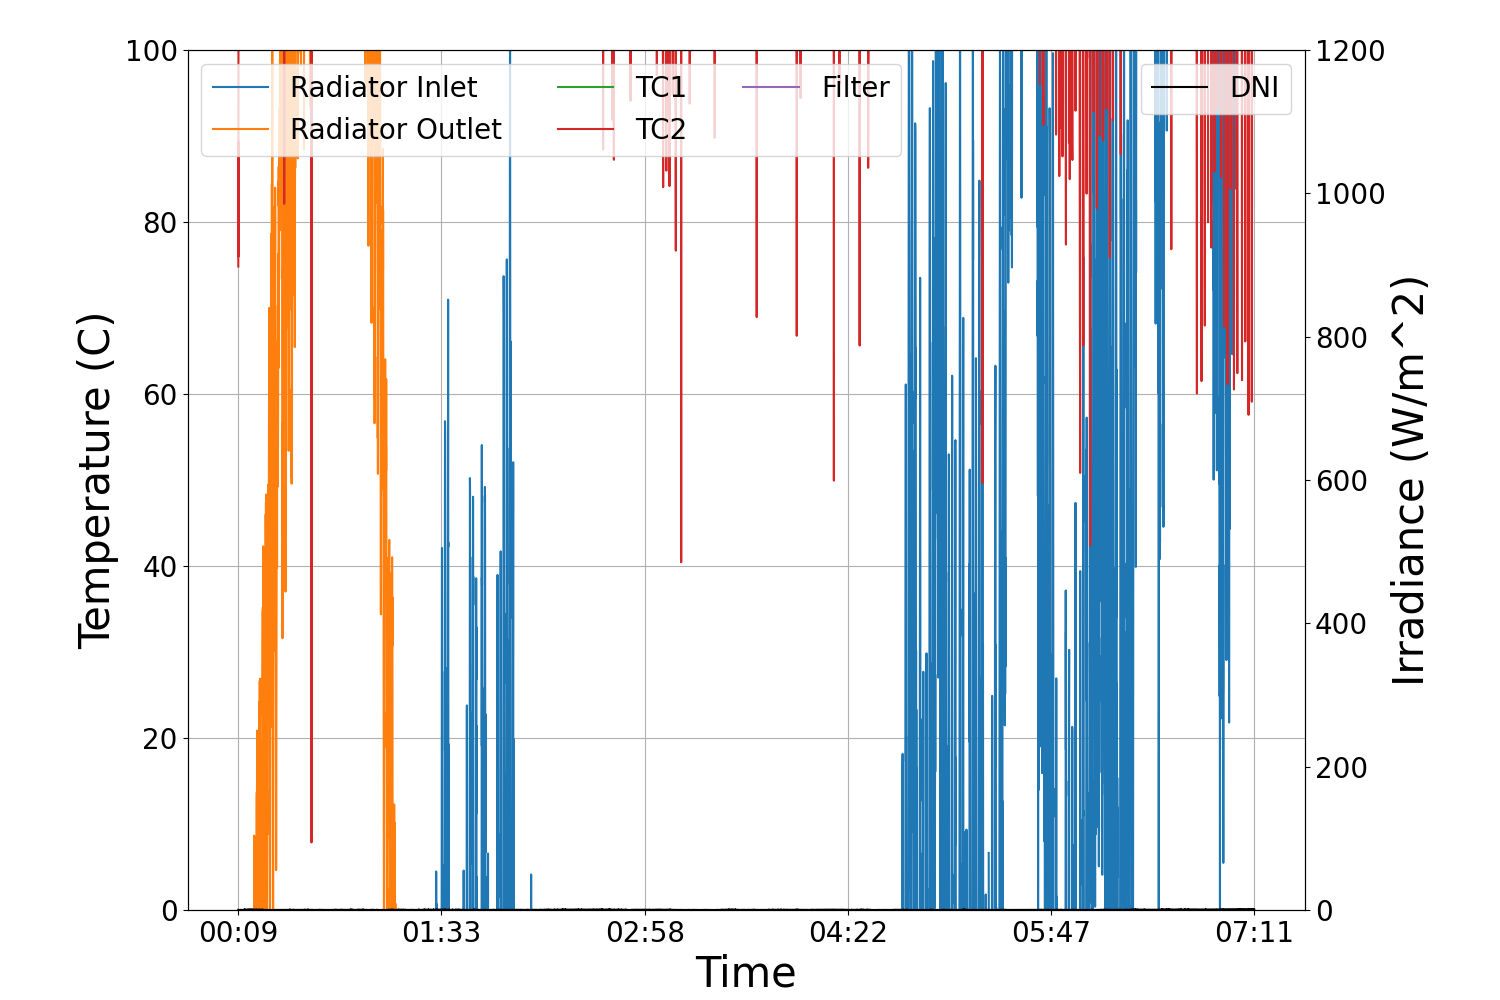 Radiator Inlet
Radiator Outlet
TC1
TC2
Filter
DNI
Temperature (C)
100
80
60
40
20
0
1200
1000
800
600
400
200
0
Irradiance (W/m^2)
00:09 01:33 02:58 04:22 05:47 07:11
Time